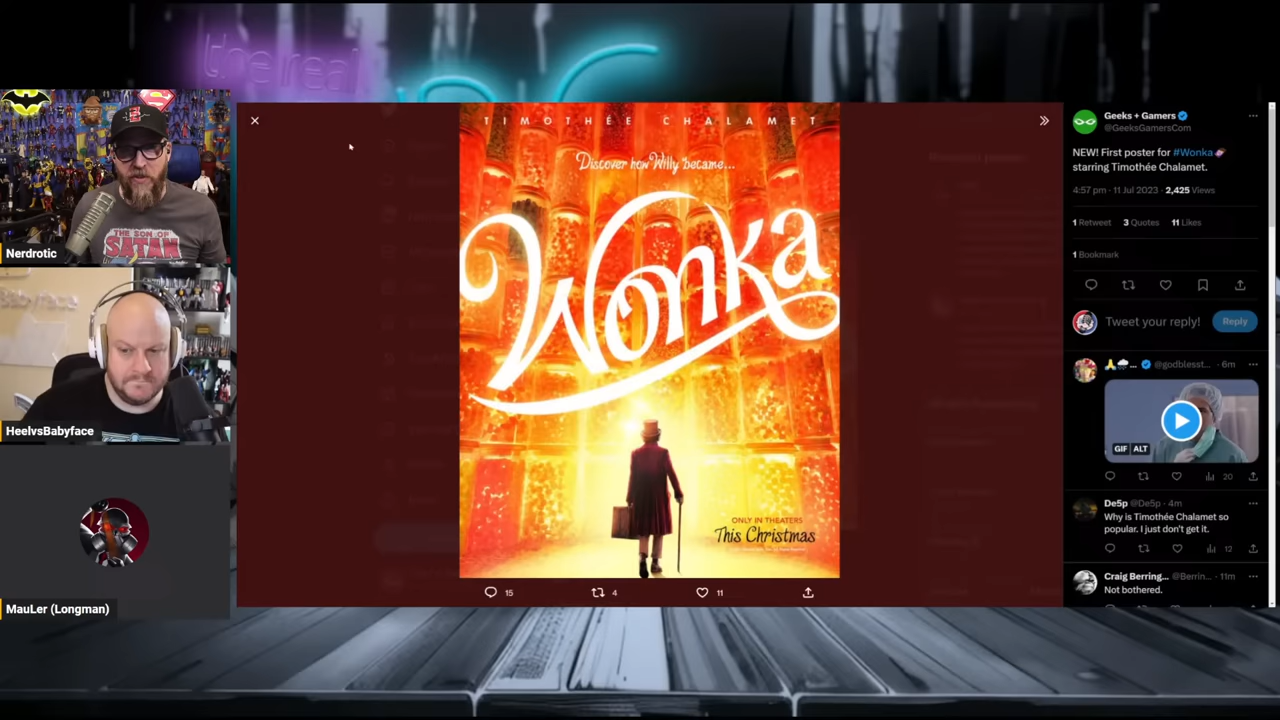 the real
Nerdrotic
THE SON OF
SATAN
HeelvsBabyface
MauLer (Longman)
TIMOTHÉE CHALAMET
Discover how Willy became...
Wonka
ONLY IN THEATERS
This Christmas
15
4
11
Geeks + Gamers
@GeeksGamersCom
NEW! First poster for #Wonka
starring Timothée Chalamet.
4:57 pm · 11 Jul 2023 · 2,425 Views
1 Retweet 3 Quotes 11 Likes
1 Bookmark
Tweet your reply! Reply
... @godblesst... · 6m
GIF ALT
20
De5p @De5p · 4m
Why is Timothée Chalamet so
popular. I just don't get it.
12
Craig Berring... @Berrin... · 11m
Not bothered.